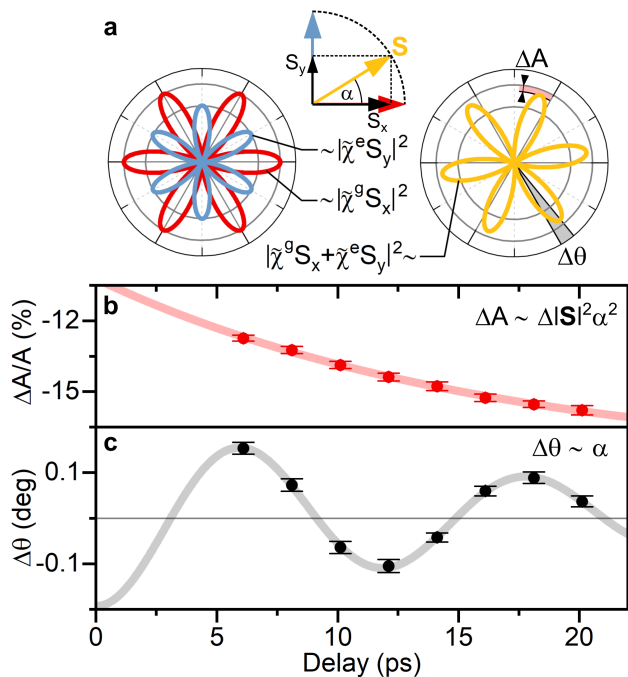 a
S
S_y
α
S_x
ΔA
~|χ̃^e S_y|^2
~|χ̃^g S_x|^2
|χ̃^g S_x+χ̃^e S_y|^2~
Δθ
b
ΔA ~ Δ|S|^2α^2
ΔA/A (%)
-12
-15
c
Δθ ~ α
Δθ (deg)
0.1
-0.1
0 5 10 15 20
Delay (ps)